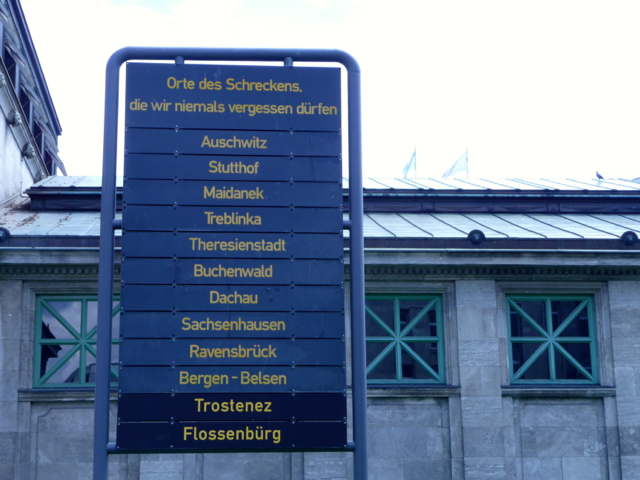 Orte des Schreckens,
die wir niemals vergessen dürfen
Auschwitz
Stutthof
Maidanek
Treblinka
Theresienstadt
Buchenwald
Dachau
Sachsenhausen
Ravensbrück
Bergen-Belsen
Trostenez
Flossenbürg